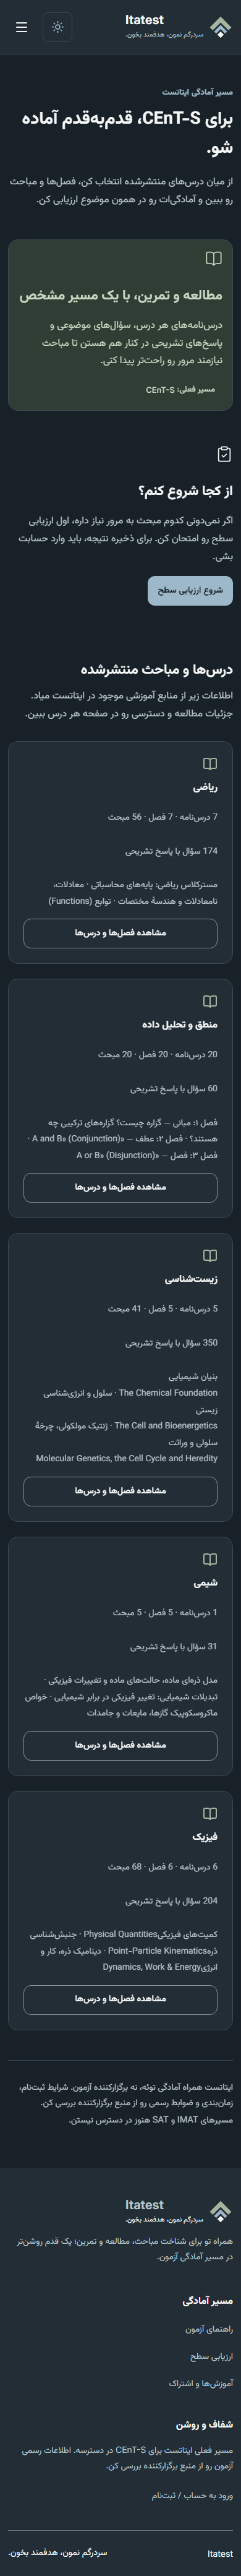 Itatest
سردرگم نمون، هدفمند بخون.
مسیر آمادگی ایتاتست
برای CEnT-S، قدم‌به‌قدم آماده
شو.
از میان درس‌های منتشرشده انتخاب کن، فصل‌ها و مباحث
رو ببین و آمادگی‌ات رو در همون موضوع ارزیابی کن.
مطالعه و تمرین، با یک مسیر مشخص
درس‌نامه‌های هر درس، سؤال‌های موضوعی و
پاسخ‌های تشریحی در کنار هم هستن تا مباحث
نیازمند مرور رو راحت‌تر پیدا کنی.
مسیر فعلی: CEnT-S
از کجا شروع کنم؟
اگر نمی‌دونی کدوم مبحث به مرور نیاز داره، اول ارزیابی
سطح رو امتحان کن. برای ذخیره نتیجه، باید وارد حسابت
بشی.
شروع ارزیابی سطح
درس‌ها و مباحث منتشرشده
اطلاعات زیر از منابع آموزشی موجود در ایتاتست میاد.
جزئیات مطالعه و دسترسی رو در صفحه هر درس ببین.
ریاضی
7 درس‌نامه · 7 فصل · 56 مبحث
174 سؤال با پاسخ تشریحی
مسترکلاس ریاضی: پایه‌های محاسباتی · معادلات،
نامعادلات و هندسهٔ مختصات · توابع (Functions)
مشاهده فصل‌ها و درس‌ها
منطق و تحلیل داده
20 درس‌نامه · 20 فصل · 20 مبحث
60 سؤال با پاسخ تشریحی
فصل ۱: مبانی — گزاره چیست؟ گزاره‌های ترکیبی چه
هستند؟ · فصل ۲: عطف — «A and B» (Conjunction) ·
فصل ۳: فصل — «A or B» (Disjunction)
مشاهده فصل‌ها و درس‌ها
زیست‌شناسی
5 درس‌نامه · 5 فصل · 41 مبحث
350 سؤال با پاسخ تشریحی
بنیان شیمیایی
The Chemical Foundation · سلول و انرژی‌شناسی
زیستی
The Cell and Bioenergetics · ژنتیک مولکولی، چرخهٔ
سلولی و وراثت
Molecular Genetics, the Cell Cycle and Heredity
مشاهده فصل‌ها و درس‌ها
شیمی
1 درس‌نامه · 5 فصل · 5 مبحث
31 سؤال با پاسخ تشریحی
مدل ذره‌ای ماده، حالت‌های ماده و تغییرات فیزیکی ·
تبدیلات شیمیایی: تغییر فیزیکی در برابر شیمیایی · خواص
ماکروسکوپیک گازها، مایعات و جامدات
مشاهده فصل‌ها و درس‌ها
فیزیک
6 درس‌نامه · 6 فصل · 68 مبحث
204 سؤال با پاسخ تشریحی
کمیت‌های فیزیکیPhysical Quantities · جنبش‌شناسی
ذرهPoint-Particle Kinematics · دینامیک ذره، کار و
انرژیDynamics, Work & Energy
مشاهده فصل‌ها و درس‌ها
ایتاتست همراه آمادگی توئه، نه برگزارکننده آزمون. شرایط ثبت‌نام،
زمان‌بندی و ضوابط رسمی رو از منبع برگزارکننده بررسی کن.
مسیرهای IMAT و SAT هنوز در دسترس نیستن.
Itatest
سردرگم نمون، هدفمند بخون.
همراه تو برای شناخت مباحث، مطالعه و تمرین؛ یک قدم روشن‌تر
در مسیر آمادگی آزمون.
مسیر آمادگی
راهنمای آزمون
ارزیابی سطح
آموزش‌ها و اشتراک
شفاف و روشن
مسیر فعلی ایتاتست برای CEnT-S در دسترسه. اطلاعات رسمی
آزمون رو از منبع برگزارکننده بررسی کن.
ورود به حساب / ثبت‌نام
Itatest
سردرگم نمون، هدفمند بخون.